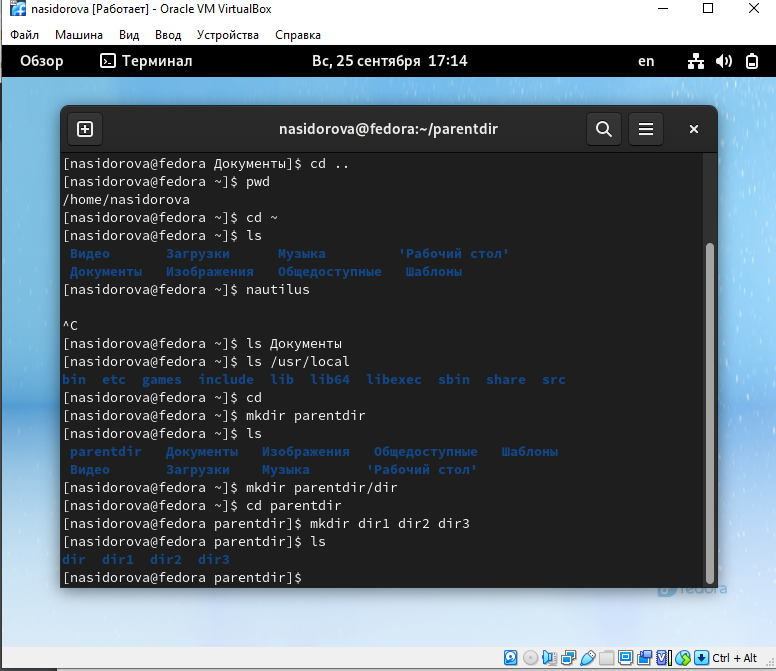 nasidorova [Работает] - Oracle VM VirtualBox
Файл Машина Вид Ввод Устройства Справка
Обзор Терминал Вс, 25 сентября 17:14 en
nasidorova@fedora:~/parentdir
[nasidorova@fedora Документы]$ cd ..
[nasidorova@fedora ~]$ pwd
/home/nasidorova
[nasidorova@fedora ~]$ cd ~
[nasidorova@fedora ~]$ ls
Видео Загрузки Музыка 'Рабочий стол'
Документы Изображения Общедоступные Шаблоны
[nasidorova@fedora ~]$ nautilus
^C
[nasidorova@fedora ~]$ ls Документы
[nasidorova@fedora ~]$ ls /usr/local
bin etc games include lib lib64 libexec sbin share src
[nasidorova@fedora ~]$ cd
[nasidorova@fedora ~]$ mkdir parentdir
[nasidorova@fedora ~]$ ls
parentdir Документы Изображения Общедоступные Шаблоны
Видео Загрузки Музыка 'Рабочий стол'
[nasidorova@fedora ~]$ mkdir parentdir/dir
[nasidorova@fedora ~]$ cd parentdir
[nasidorova@fedora parentdir]$ mkdir dir1 dir2 dir3
[nasidorova@fedora parentdir]$ ls
dir dir1 dir2 dir3
[nasidorova@fedora parentdir]$
fedora
Ctrl + Alt